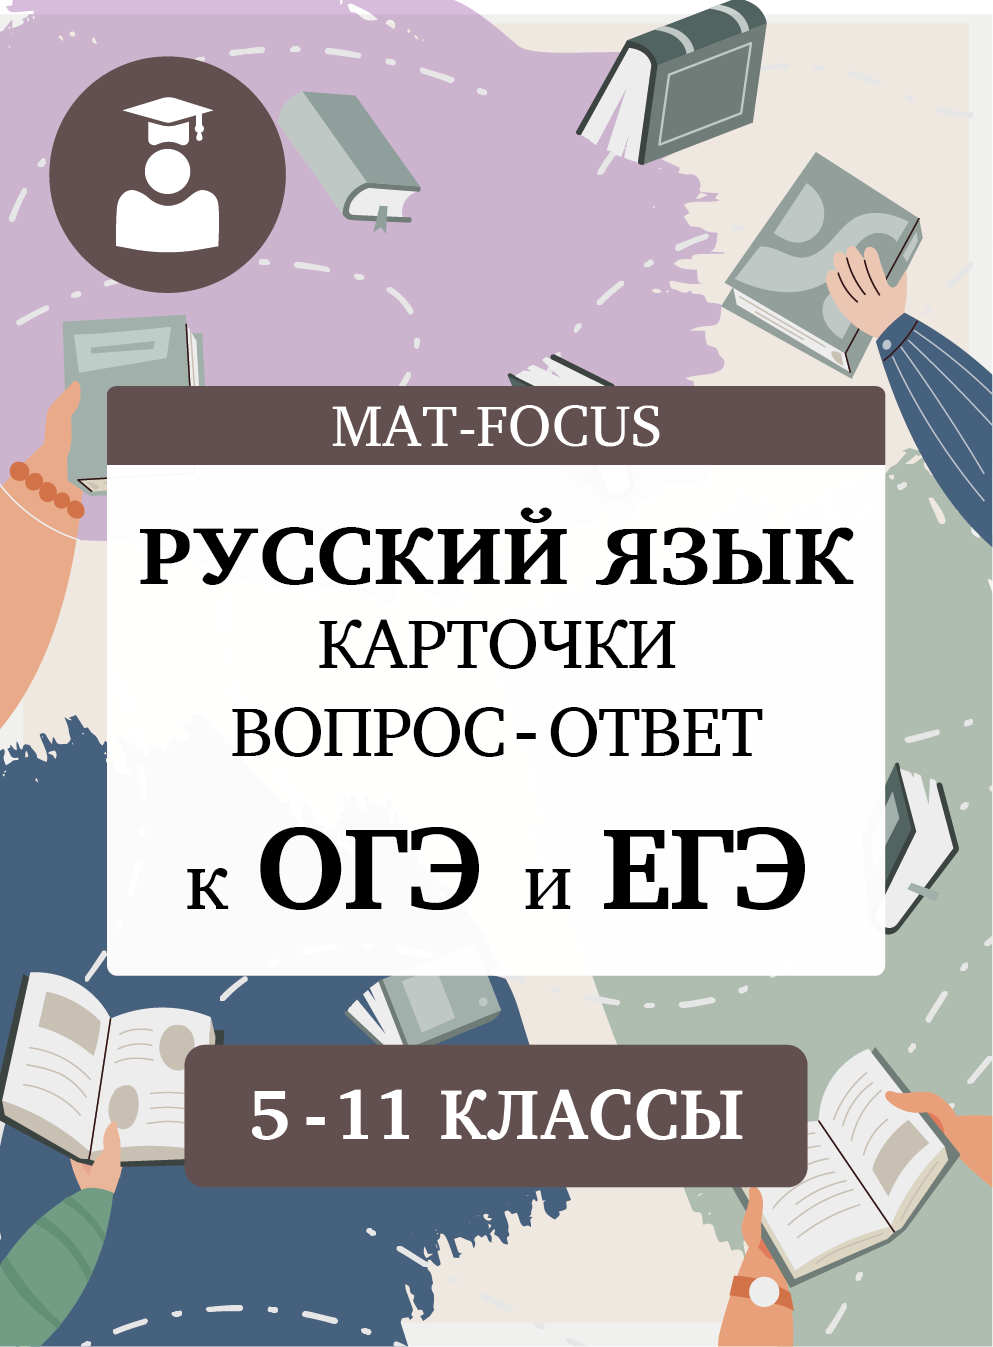 MAT-FOCUS
РУССКИЙ ЯЗЫК
КАРТОЧКИ
ВОПРОС-ОТВЕТ
к ОГЭ и ЕГЭ
5-11 КЛАССЫ